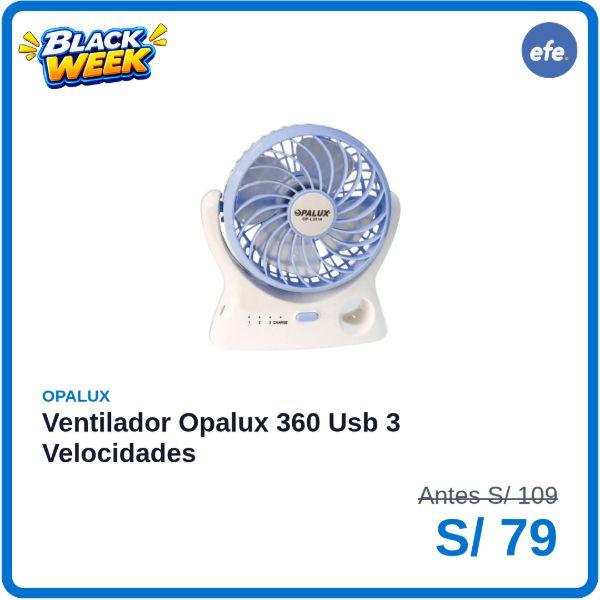 BLACK
WEEK
efe.
OPALUX
1 2 3 CHARGE
OPALUX
Ventilador Opalux 360 Usb 3
Velocidades
Antes S/ 109
S/ 79